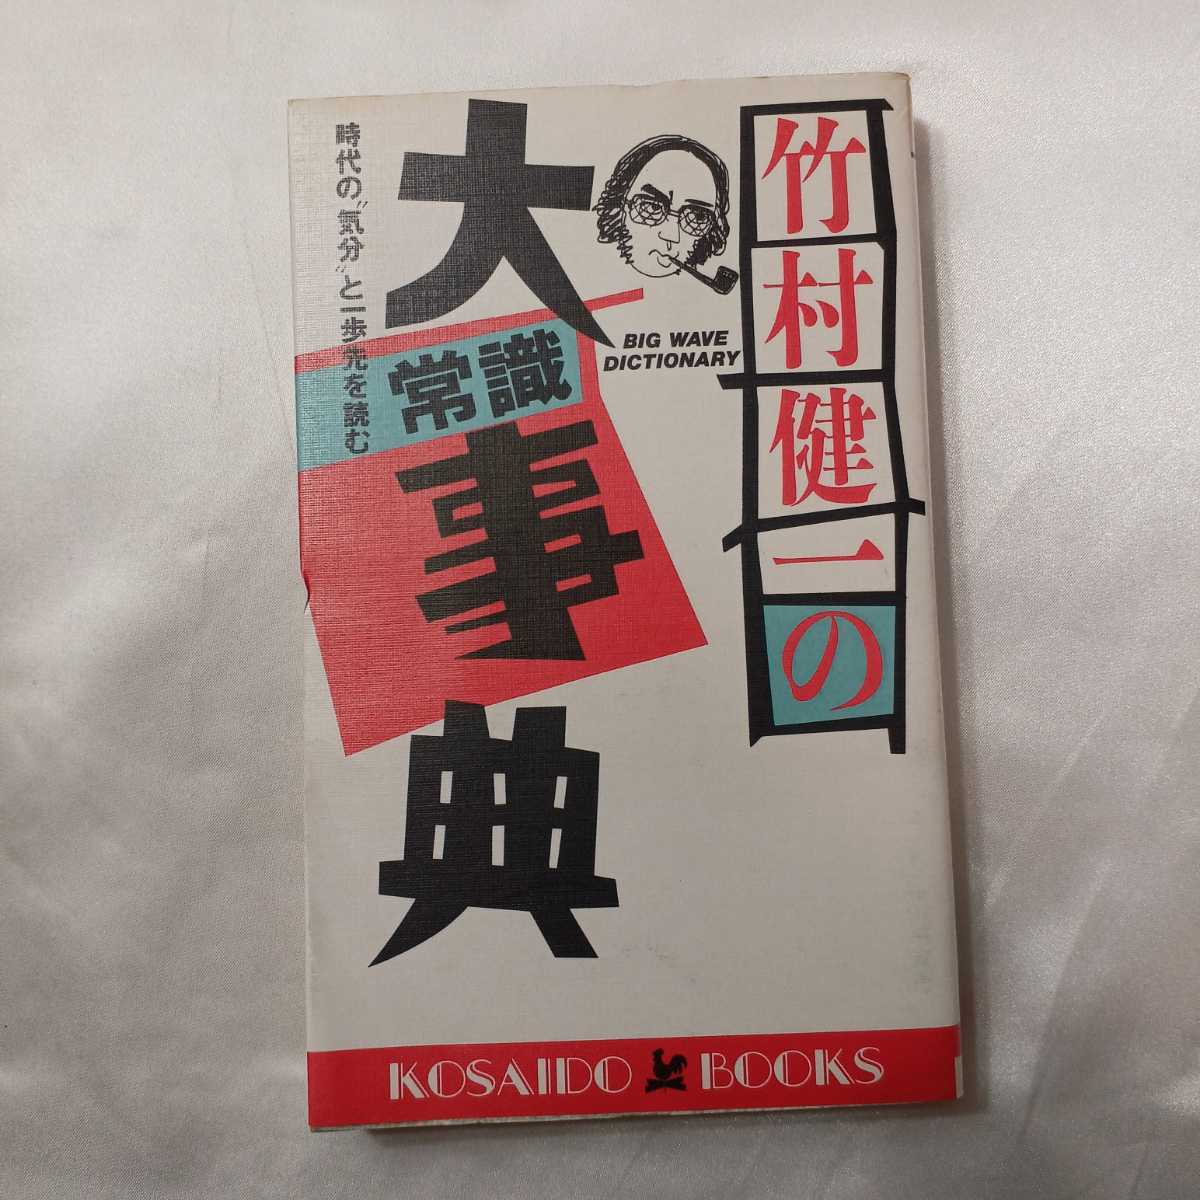 竹村健一の
BIG WAVE
DICTIONARY
大事典
常識
時代の“気分”と一歩先を読む
KOSAIDO BOOKS